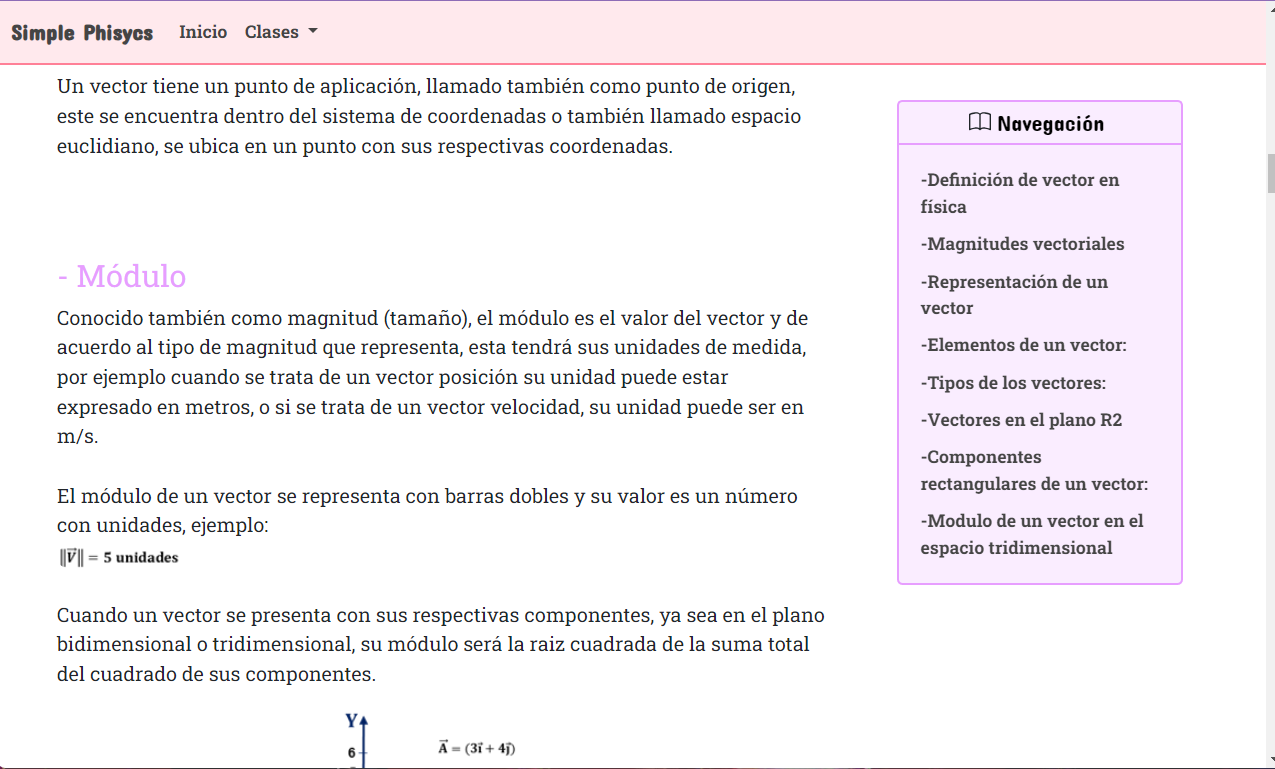 Simple Phisycs Inicio Clases
Un vector tiene un punto de aplicación, llamado también como punto de origen,
este se encuentra dentro del sistema de coordenadas o también llamado espacio
euclidiano, se ubica en un punto con sus respectivas coordenadas.
- Módulo
Conocido también como magnitud (tamaño), el módulo es el valor del vector y de
acuerdo al tipo de magnitud que representa, esta tendrá sus unidades de medida,
por ejemplo cuando se trata de un vector posición su unidad puede estar
expresado en metros, o si se trata de un vector velocidad, su unidad puede ser en
m/s.
El módulo de un vector se representa con barras dobles y su valor es un número
con unidades, ejemplo:
‖V⃗‖ = 5 unidades
Cuando un vector se presenta con sus respectivas componentes, ya sea en el plano
bidimensional o tridimensional, su módulo será la raiz cuadrada de la suma total
del cuadrado de sus componentes.
Y
6
A⃗ = (3i⃗ + 4j⃗)
Navegación
-Definición de vector en
física
-Magnitudes vectoriales
-Representación de un
vector
-Elementos de un vector:
-Tipos de los vectores:
-Vectores en el plano R2
-Componentes
rectangulares de un vector:
-Modulo de un vector en el
espacio tridimensional